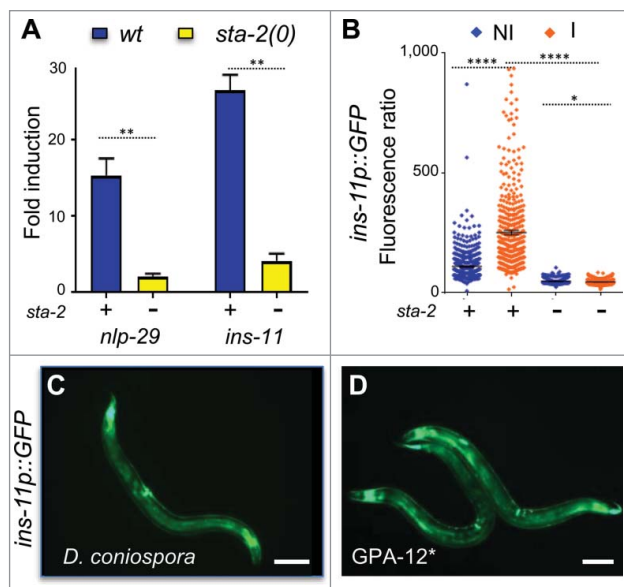 A
wt
sta-2(0)
Fold induction
30
20
10
0
**
**
sta-2
+
-
+
-
nlp-29
ins-11
B
NI
I
ins-11p::GFP
Fluorescence ratio
1,000
500
0
****
****
*
sta-2
+
+
-
-
ins-11p::GFP
C
D. coniospora
D
GPA-12*